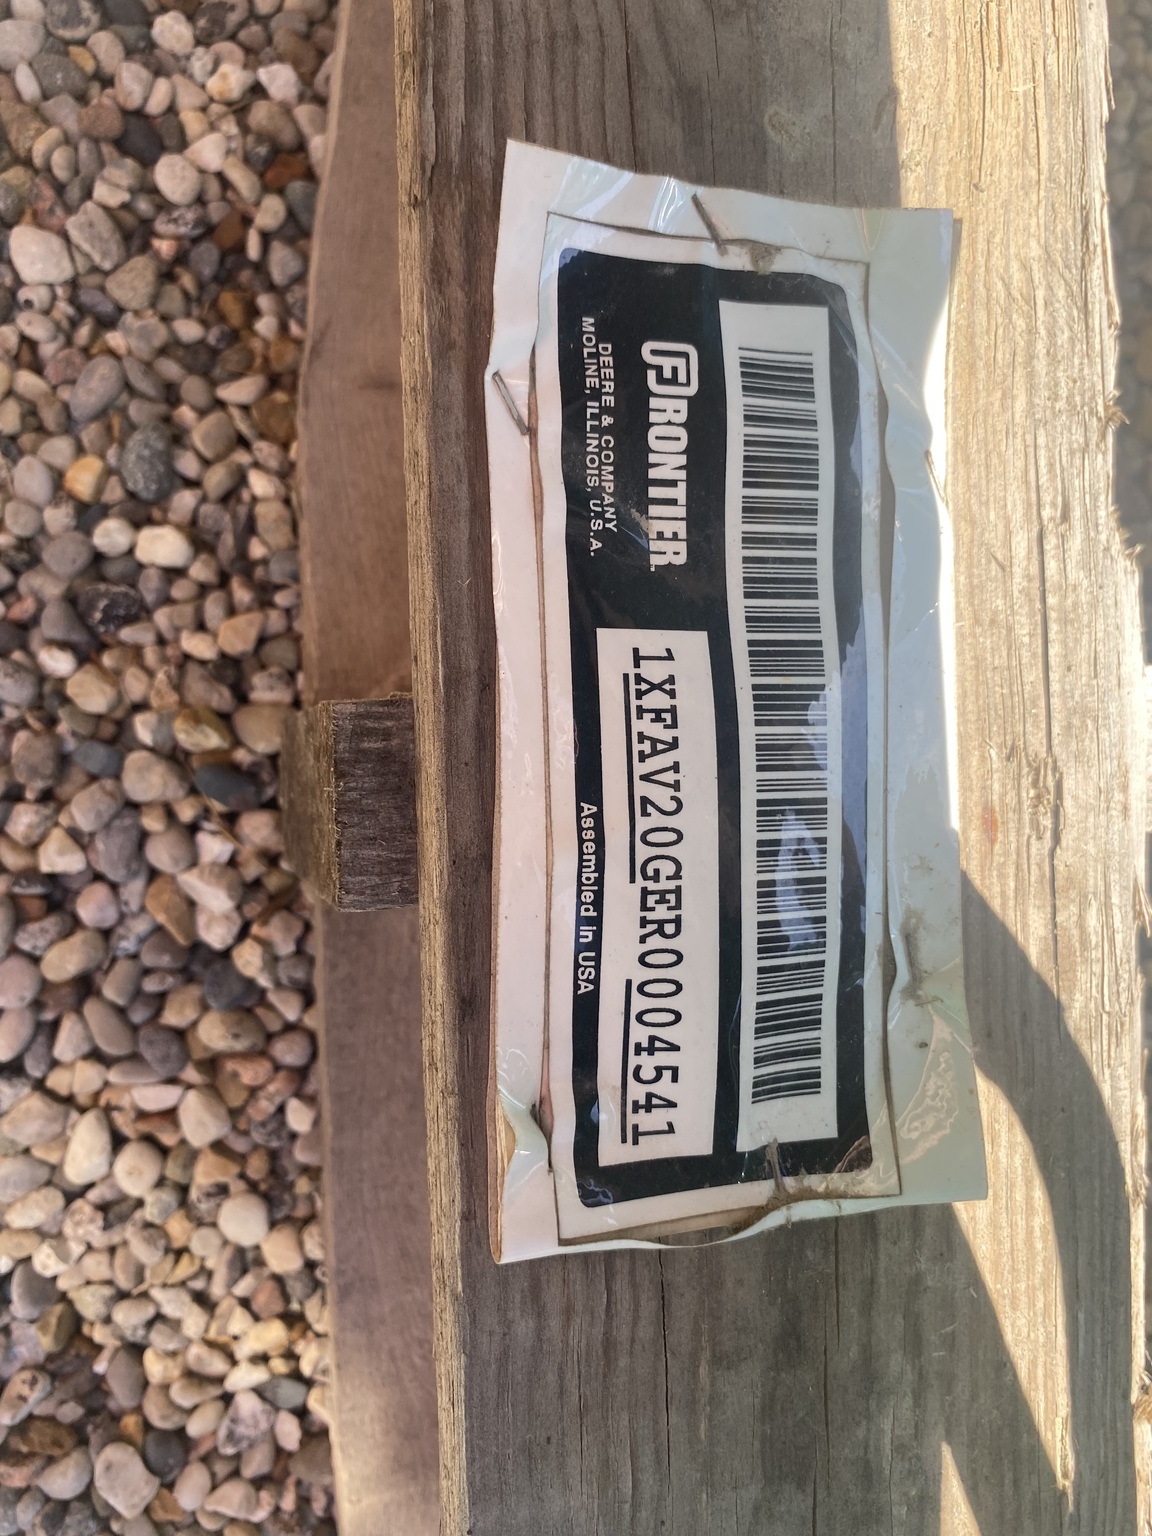 FRONTIER
DEERE & COMPANY
MOLINE, ILLINOIS, U.S.A.
1XFAV20GER0004541
Assembled in USA